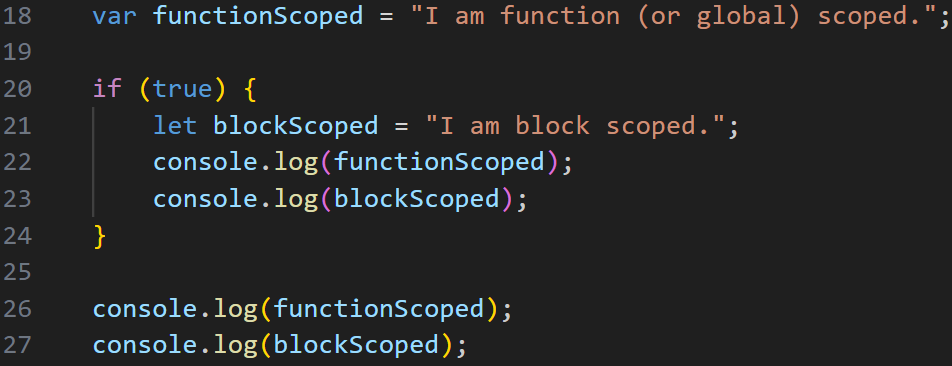 18 var functionScoped = "I am function (or global) scoped.";
19
20 if (true) {
21 let blockScoped = "I am block scoped.";
22 console.log(functionScoped);
23 console.log(blockScoped);
24 }
25
26 console.log(functionScoped);
27 console.log(blockScoped);